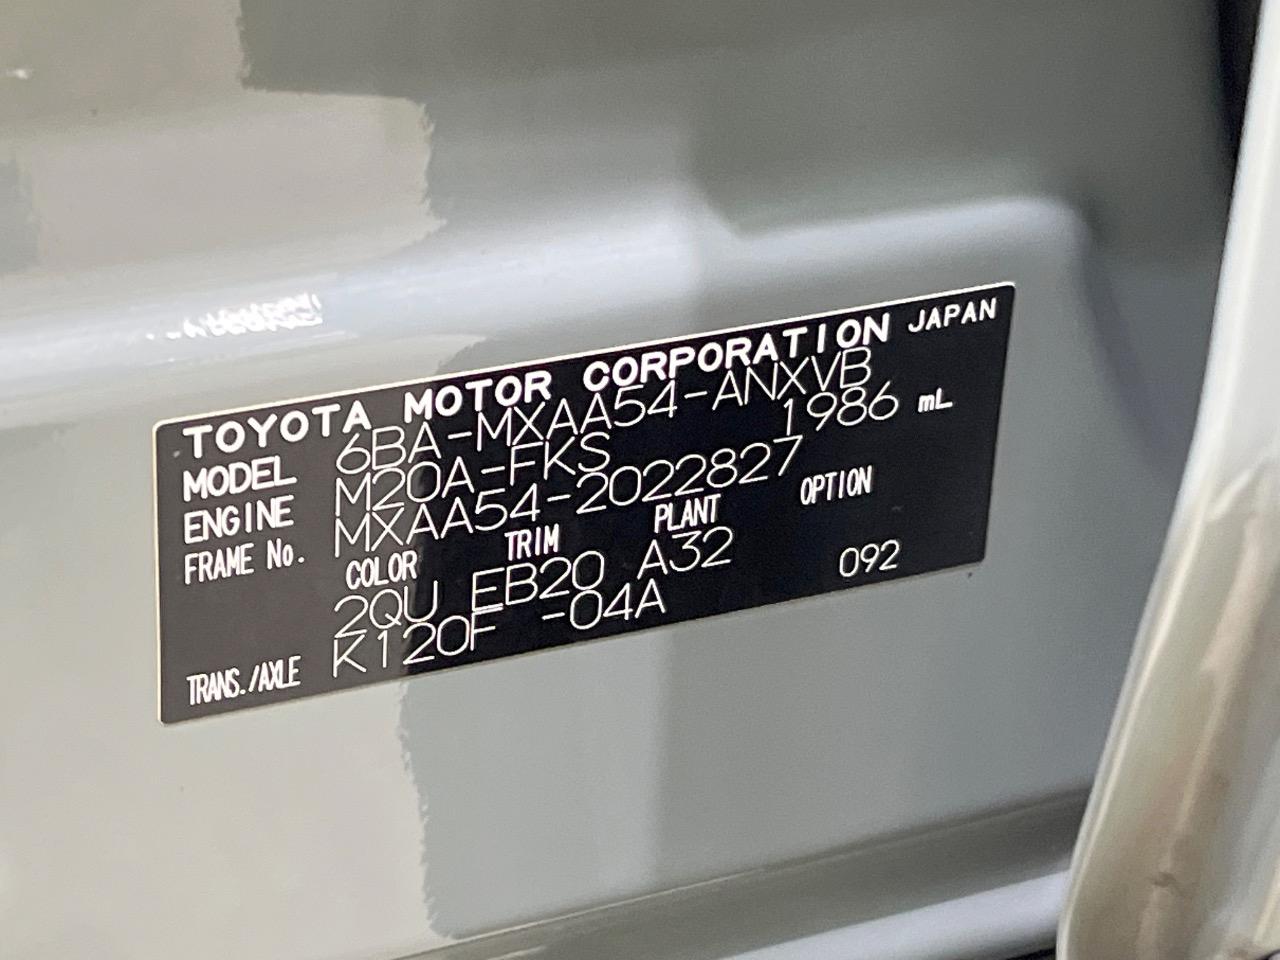 TOYOTA MOTOR CORPORATION JAPAN
MODEL 6BA-MXAA54-ANXVB
ENGINE M20A-FKS 1986 mL
FRAME No. MXAA54-2022827
COLOR TRIM PLANT OPTION
2QU EB20 A32 092
TRANS./AXLE K120F -04A